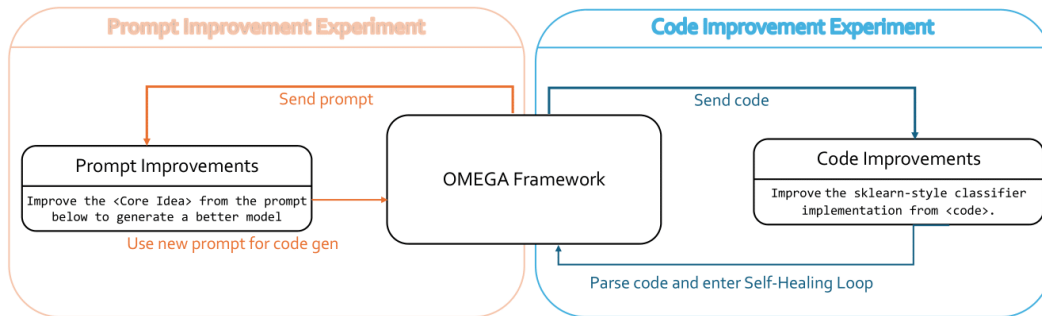 Prompt Improvement Experiment
Code Improvement Experiment
Send prompt
Send code
Prompt Improvements
Improve the <Core Idea> from the prompt
below to generate a better model
Use new prompt for code gen
OMEGA Framework
Code Improvements
Improve the sklearn-style classifier
implementation from <code>.
Parse code and enter Self-Healing Loop